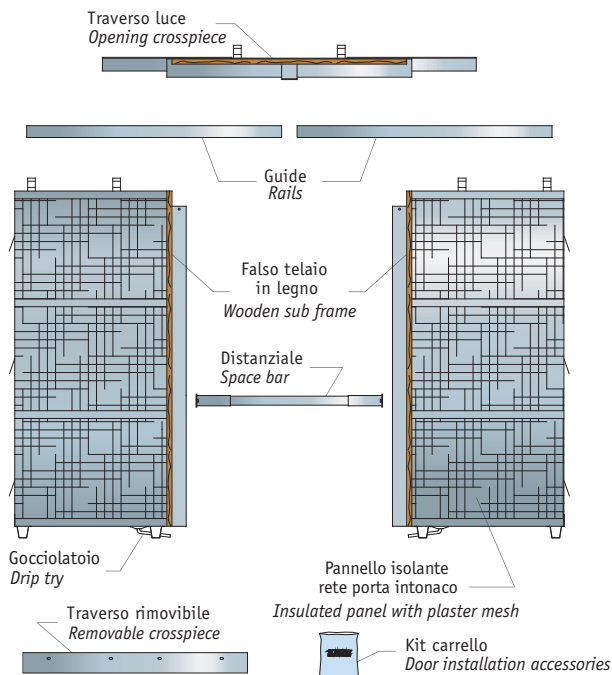 Traverso luce
Opening crosspiece
Guide
Rails
Falso telaio
in legno
Wooden sub frame
Distanziale
Space bar
Gocciolatoio
Drip try
Pannello isolante
rete porta intonaco
Insulated panel with plaster mesh
Traverso rimovibile
Removable crosspiece
Kit carrello
Door installation accessories